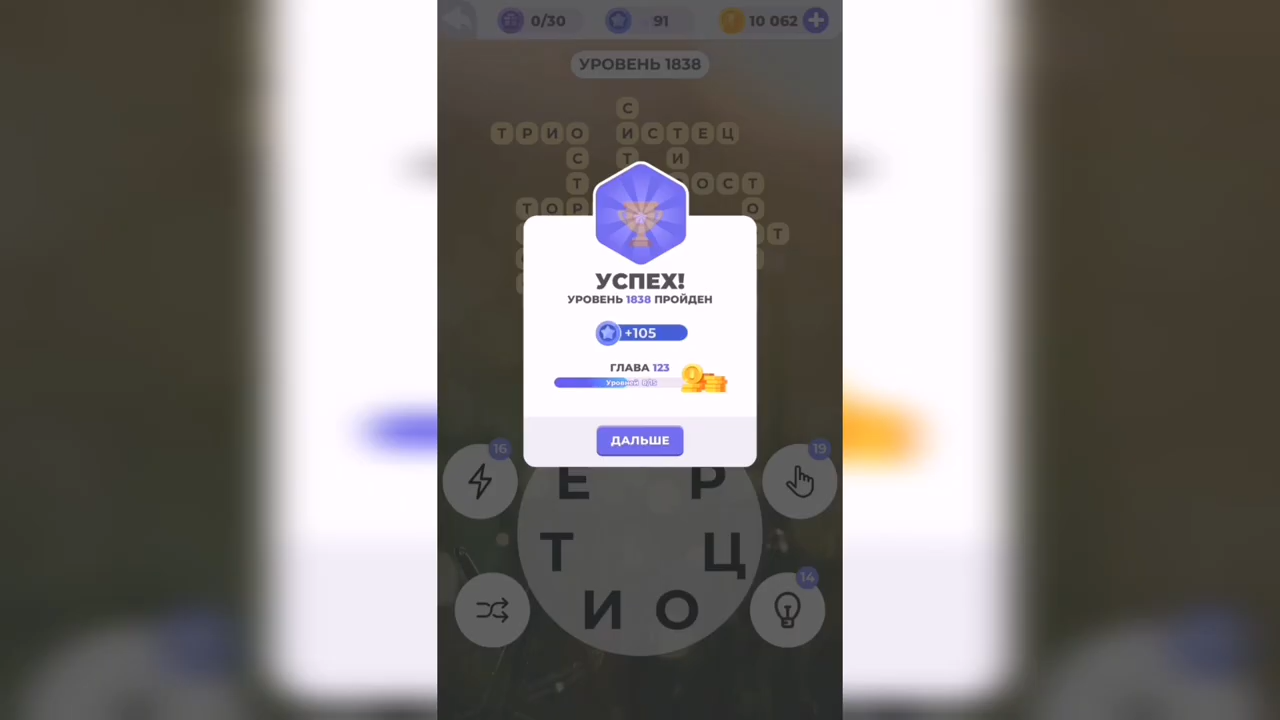 0/30
91
10 062
УРОВЕНЬ 1838
С
ТРИО
ИСТЕЦ
С
Т
И
Т
ОСТ
ТОР
О
Т
УСПЕХ!
УРОВЕНЬ 1838 ПРОЙДЕН
+105
ГЛАВА 123
ДАЛЬШЕ
16
19
Е
Р
Т
Ц
14
И
О